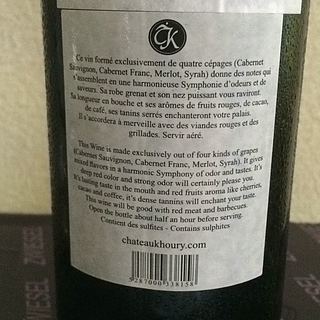 CK
Ce vin formé exclusivement de quatre cépages (Cabernet
Sauvignon, Cabernet Franc, Merlot, Syrah) donne des notes qui
s'assemblent en une harmonieuse Symphonie d'odeurs et de
saveurs. Sa robe grenat et son nez puissant vous raviront.
Sa longueur en bouche et ses arômes de fruits rouges, de cacao,
de café, ses tanins serrés enchanteront votre palais.
Il s'accordera à merveille avec des viandes rouges et des
grillades. Servir aéré.
This Wine is made exclusively out of four kinds of grapes
(Cabernet Sauvignon, Cabernet Franc, Merlot, Syrah). It gives
mixed flavors in a harmonic Symphony of odor and tastes. It's
deep red color and strong odor will certainly please you.
It's lasting taste in the mouth and red fruits aroma like cherries,
cacao and coffee, it's dense tannins will enchant your taste.
This wine will be good with red meat and barbecues.
Open the bottle about half an hour before serving.
Contient des sulfites - Contains sulphites
chateaukhoury.com
5287000338158
WIESEL